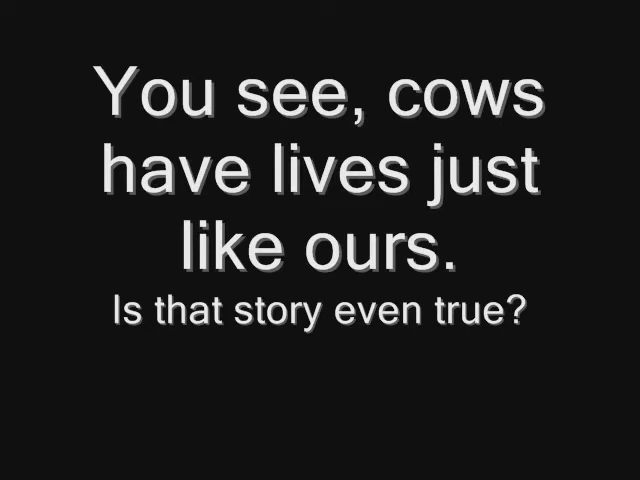 You see, cows
have lives just
like ours.
Is that story even true?